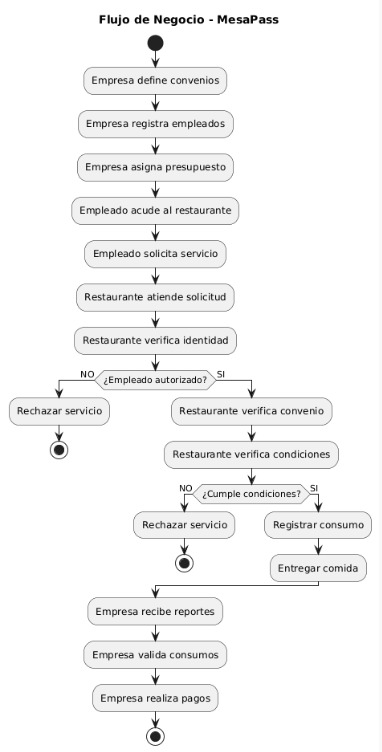 Flujo de Negocio - MesaPass
Empresa define convenios
Empresa registra empleados
Empresa asigna presupuesto
Empleado acude al restaurante
Empleado solicita servicio
Restaurante atiende solicitud
Restaurante verifica identidad
NO
¿Empleado autorizado?
SI
Rechazar servicio
Restaurante verifica convenio
Restaurante verifica condiciones
NO
¿Cumple condiciones?
SI
Rechazar servicio
Registrar consumo
Entregar comida
Empresa recibe reportes
Empresa valida consumos
Empresa realiza pagos